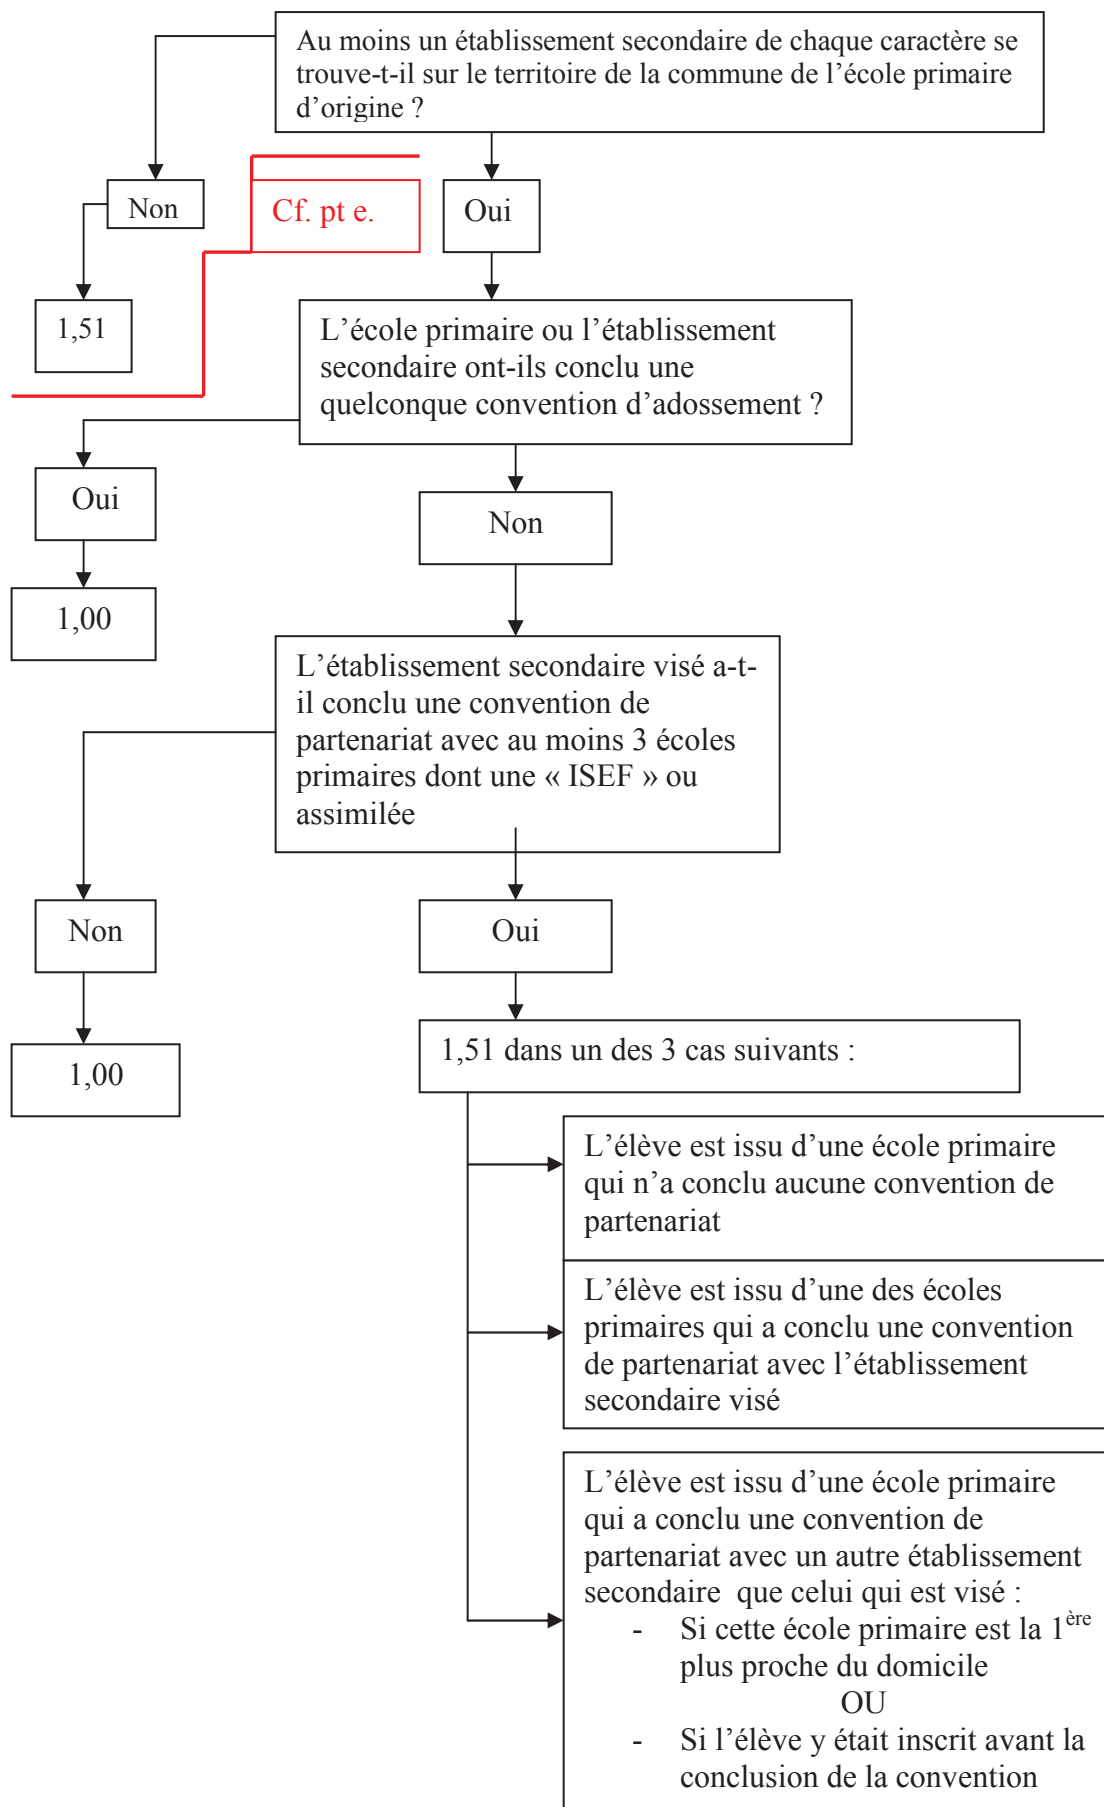 Au moins un établissement secondaire de chaque caractère se
trouve-t-il sur le territoire de la commune de l’école primaire
d’origine ?
Non
Cf. pt e.
Oui
1,51
L’école primaire ou l’établissement
secondaire ont-ils conclu une
quelconque convention d’adossement ?
Oui
Non
1,00
L’établissement secondaire visé a-t-
il conclu une convention de
partenariat avec au moins 3 écoles
primaires dont une « ISEF » ou
assimilée
Non
Oui
1,00
1,51 dans un des 3 cas suivants :
L’élève est issu d’une école primaire
qui n’a conclu aucune convention de
partenariat
L’élève est issu d’une des écoles
primaires qui a conclu une convention
de partenariat avec l’établissement
secondaire visé
L’élève est issu d’une école primaire
qui a conclu une convention de
partenariat avec un autre établissement
secondaire que celui qui est visé :
- Si cette école primaire est la 1ère
plus proche du domicile
OU
- Si l’élève y était inscrit avant la
conclusion de la convention